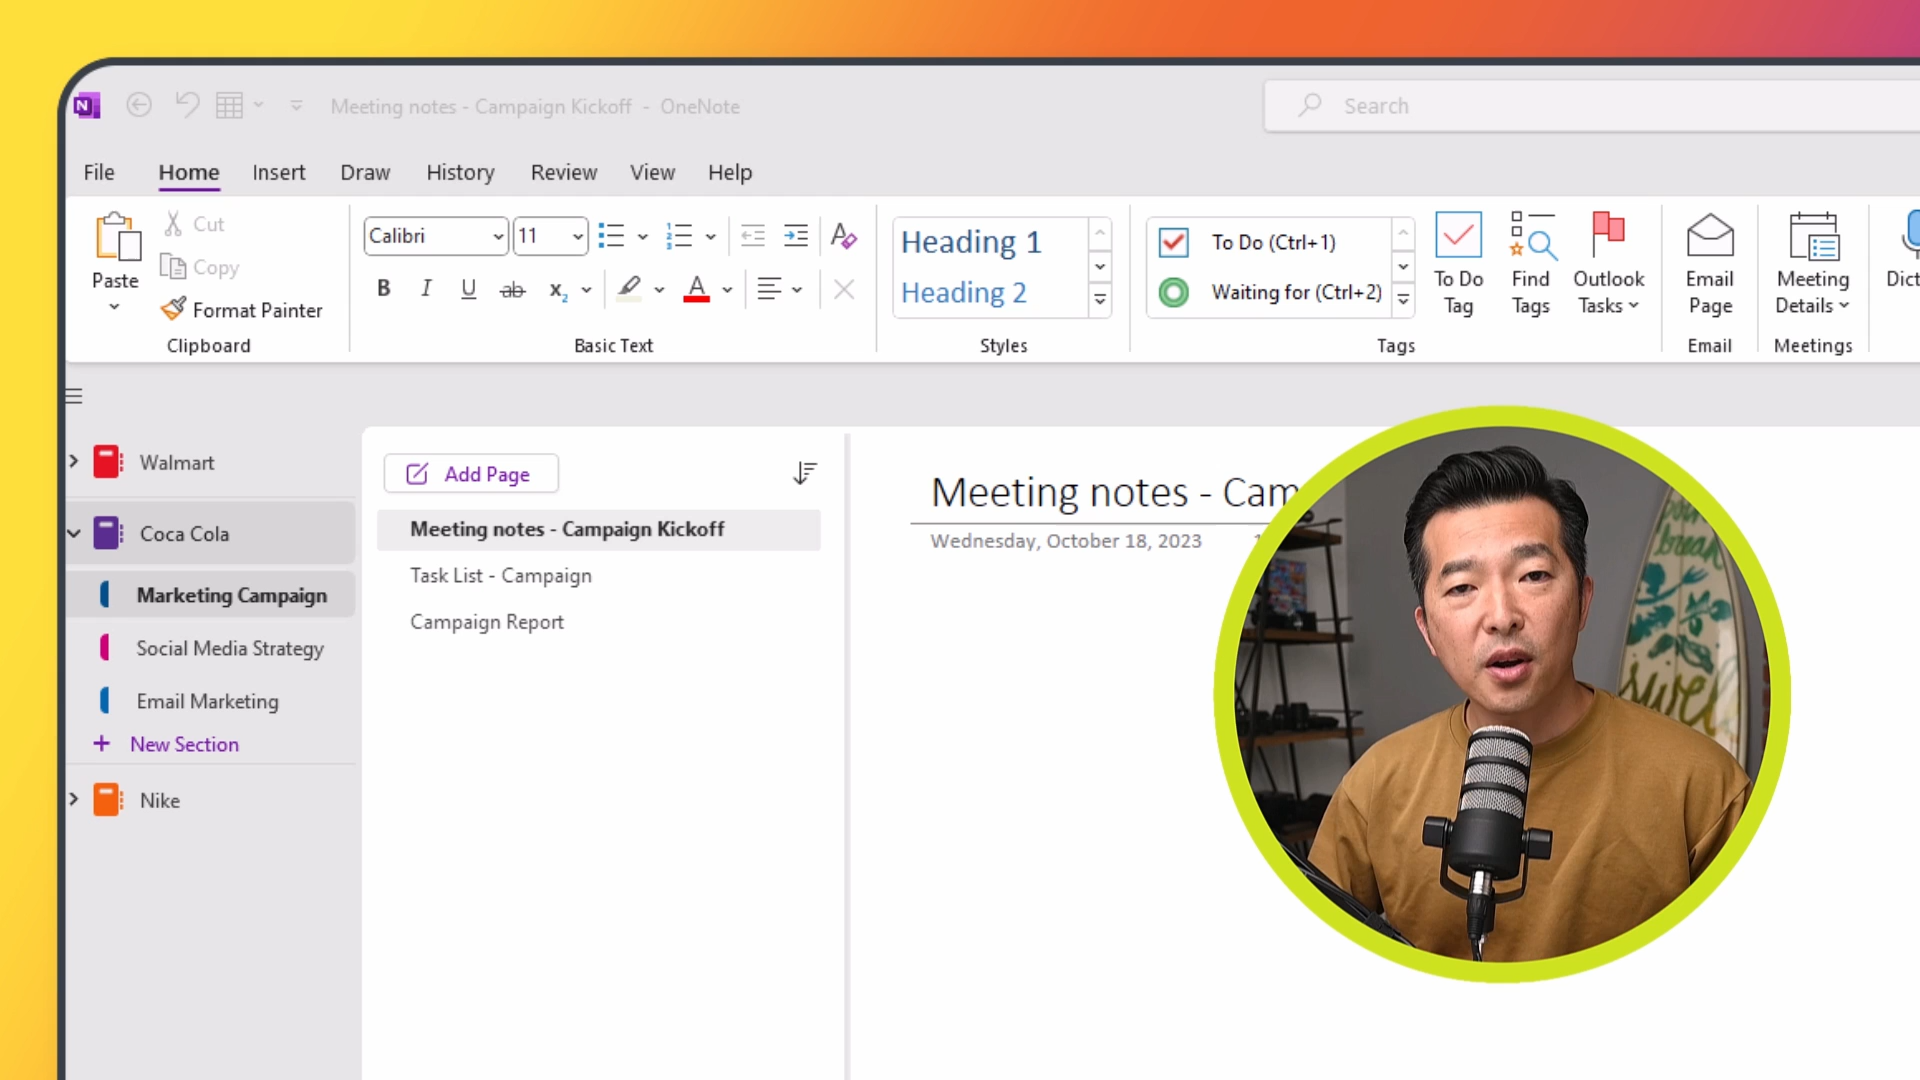 N
Meeting notes - Campaign Kickoff - OneNote
Search
File Home Insert Draw History Review View Help
Paste
Cut
Copy
Format Painter
Clipboard
Calibri 11
B I U ab x2 A
Basic Text
Heading 1
Heading 2
Styles
To Do (Ctrl+1)
Waiting for (Ctrl+2)
To Do Tag
Find Tags
Outlook Tasks
Tags
Email Page
Email
Meeting Details
Meetings
Dict
Walmart
Coca Cola
Marketing Campaign
Social Media Strategy
Email Marketing
+ New Section
Nike
Add Page
Meeting notes - Campaign Kickoff
Task List - Campaign
Campaign Report
Meeting notes - Cam
Wednesday, October 18, 2023
break
swel